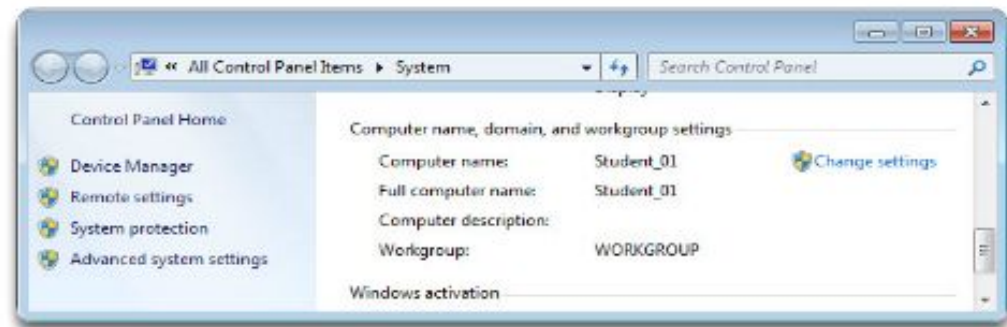 « All Control Panel Items ▸ System
Search Control Panel
Control Panel Home
Device Manager
Remote settings
System protection
Advanced system settings
Display
Computer name, domain, and workgroup settings
Computer name: Student_01 Change settings
Full computer name: Student_01
Computer description:
Workgroup: WORKGROUP
Windows activation